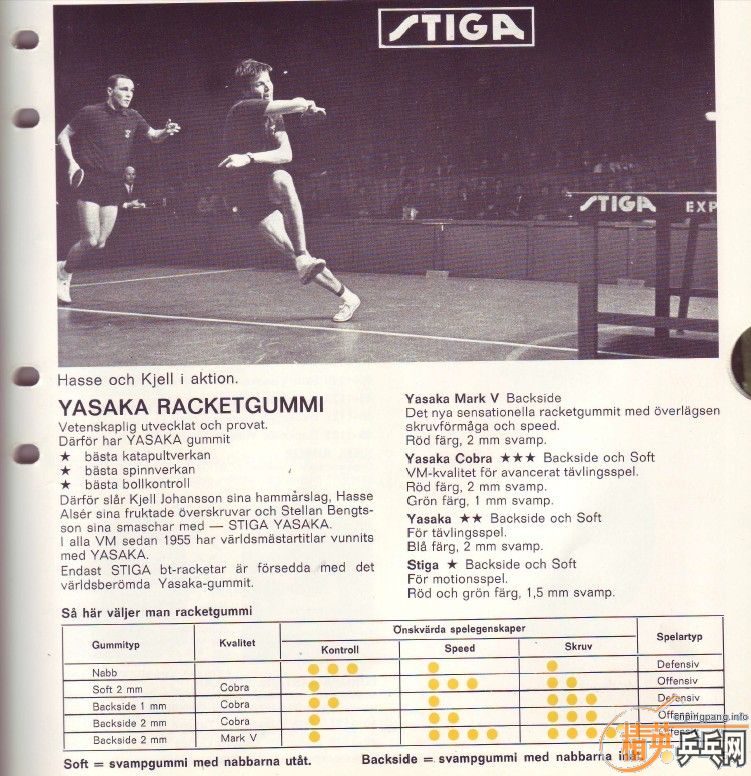 STIGA
STIGA EXP
Hasse och Kjell i aktion.
YASAKA RACKETGUMMI
Vetenskaplig utvecklat och provat.
Därför har YASAKA gummit
★ bästa katapultverkan
★ bästa spinnverkan
★ bästa bollkontroll
Därför slår Kjell Johansson sina hammarslag, Hasse
Alsér sina fruktade överskruvar och Stellan Bengts-
son sina smaschar med — STIGA YASAKA.
I alla VM sedan 1955 har världsmästartitlar vunnits
med YASAKA.
Endast STIGA bt-racketar är försedda med det
världsberömda Yasaka-gummit.
Yasaka Mark V Backside
Det nya sensationella racketgummit med överlägsen
skruvförmåga och speed.
Röd färg, 2 mm svamp.
Yasaka Cobra ★★★ Backside och Soft
VM-kvalitet för avancerat tävlingsspel.
Röd färg, 2 mm svamp.
Grön färg, 1 mm svamp.
Yasaka ★★ Backside och Soft
För tävlingsspel.
Blå färg, 2 mm svamp.
Stiga ★ Backside och Soft
För motionsspel.
Röd och grön färg, 1,5 mm svamp.
Så här väljer man racketgummi
Gummityp Kvalitet Önskvärda spelegenskaper Spelartyp
Kontroll Speed Skruv
Nabb ●●● ● ● Defensiv
Soft 2 mm Cobra ● ●●● ●● Offensiv
Backside 1 mm Cobra ●● ● ●●● Defensiv
Backside 2 mm Cobra ● ●● ●●● Offensiv
Backside 2 mm Mark V ● ●●●●
Soft = svampgummi med nabbarna utåt. Backside = svampgummi med nabbarna
精英乒乓网